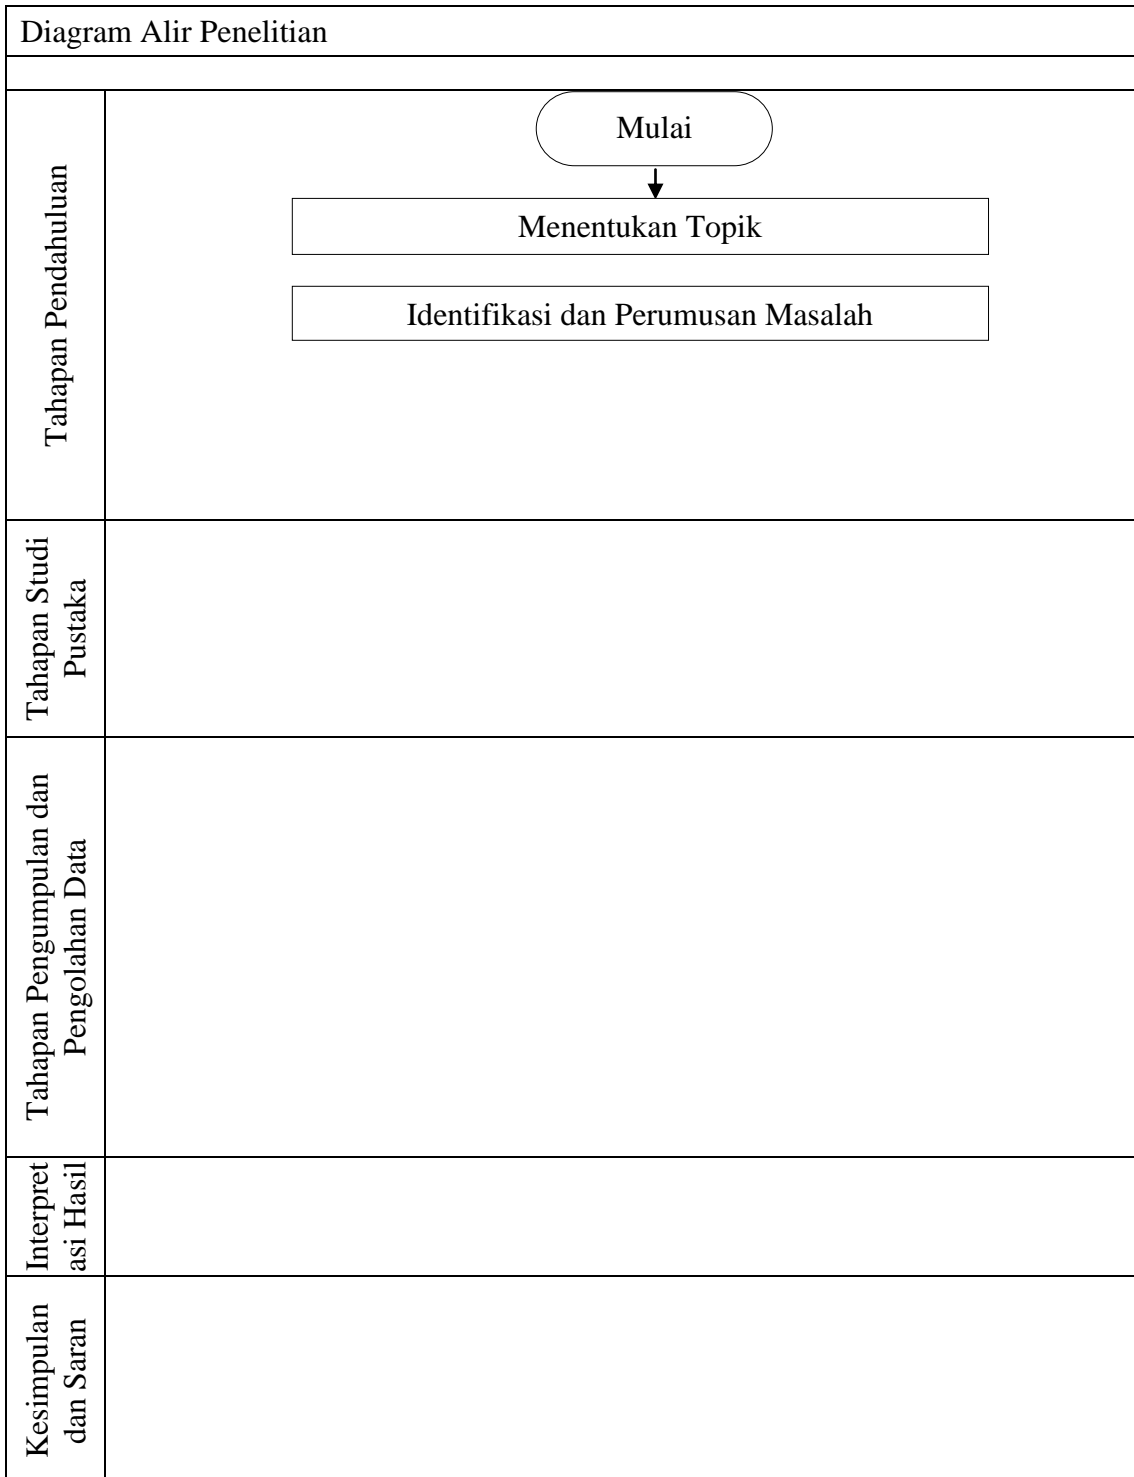 Diagram Alir Penelitian
Mulai
Menentukan Topik
Identifikasi dan Perumusan Masalah
Tahapan Pendahuluan
Tahapan Studi
Pustaka
Tahapan Pengumpulan dan
Pengolahan Data
Interpret
asi Hasil
Kesimpulan
dan Saran